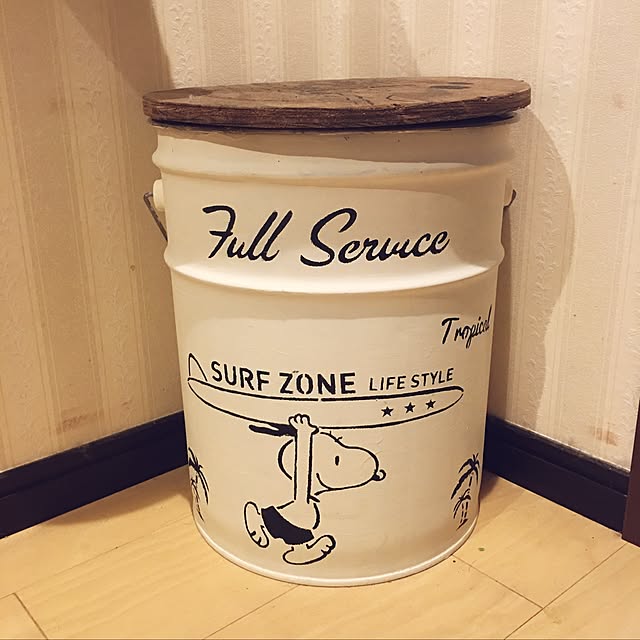 Full Service
Tropical
SURF ZONE LIFE STYLE